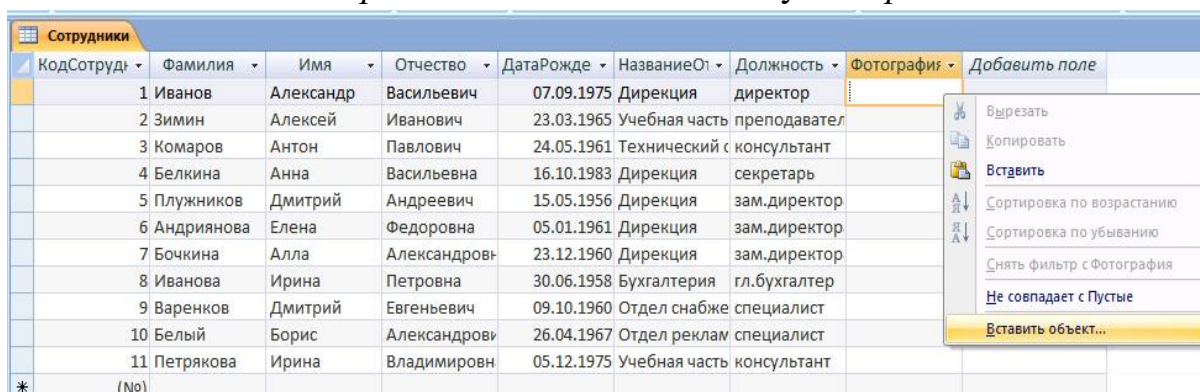 Сотрудники
КодСотрудн Фамилия Имя Отчество ДатаРожде НазваниеОт Должность Фотография Добавить поле
1 Иванов Александр Васильевич 07.09.1975 Дирекция директор
2 Зимин Алексей Иванович 23.03.1965 Учебная часть преподавател
3 Комаров Антон Павлович 24.05.1961 Технический о консультант
4 Белкина Анна Васильевна 16.10.1983 Дирекция секретарь
5 Плужников Дмитрий Андреевич 15.05.1956 Дирекция зам.директор
6 Андриянова Елена Федоровна 05.01.1961 Дирекция зам.директор
7 Бочкина Алла Александровн 23.12.1960 Дирекция зам.директор
8 Иванова Ирина Петровна 30.06.1958 Бухгалтерия гл.бухгалтер
9 Варенков Дмитрий Евгеньевич 09.10.1960 Отдел снабже специалист
10 Белый Борис Александрови 26.04.1967 Отдел реклам специалист
11 Петрякова Ирина Владимировн 05.12.1975 Учебная часть консультант
(№)
Вырезать
Копировать
Вставить
Сортировка по возрастанию
Сортировка по убыванию
Снять фильтр с Фотография
Не совпадает с Пустые
Вставить объект...